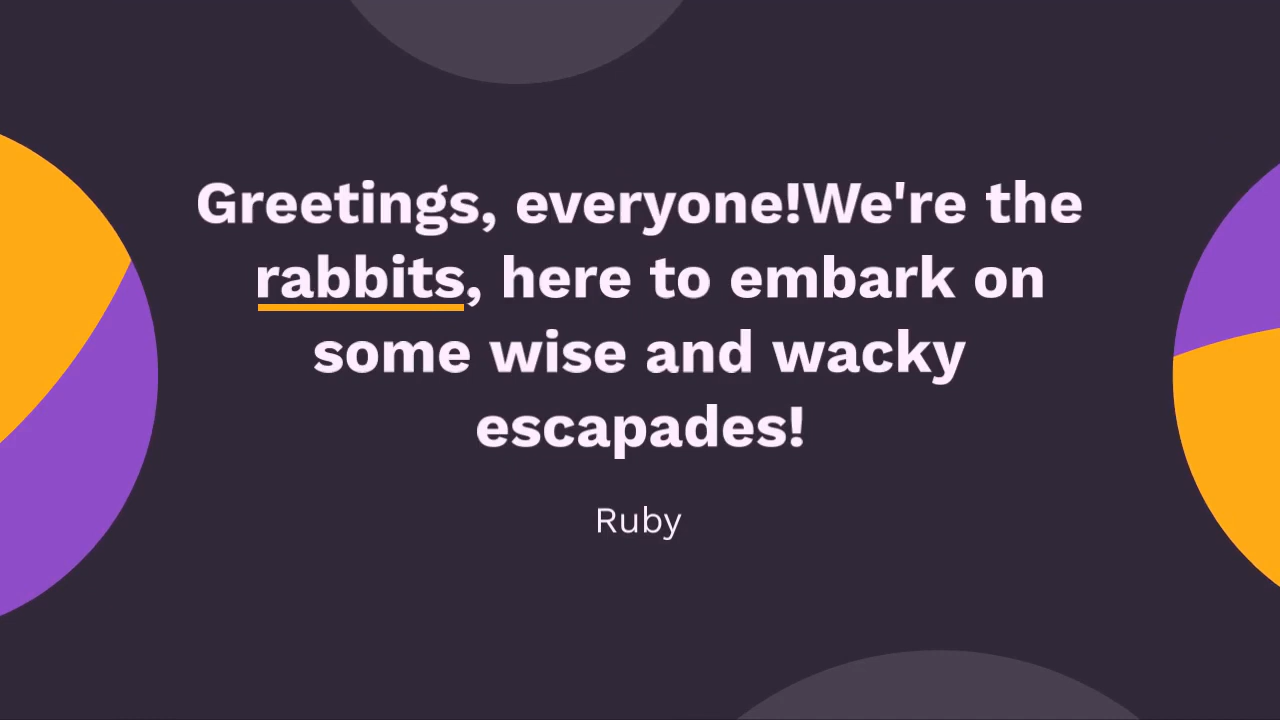 Greetings, everyone!We're the
rabbits, here to embark on
some wise and wacky
escapades!
Ruby